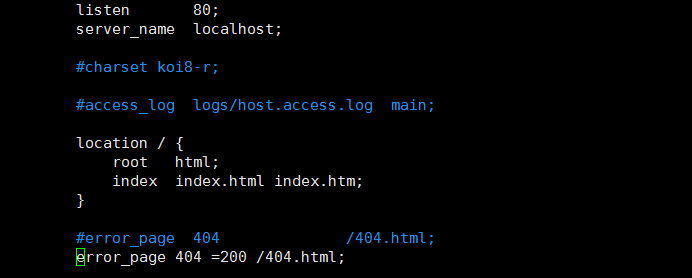 listen       80;
server_name  localhost;
#charset koi8-r;
#access_log  logs/host.access.log  main;
location / {
    root   html;
    index  index.html index.htm;
}
#error_page  404              /404.html;
error_page 404 =200 /404.html;